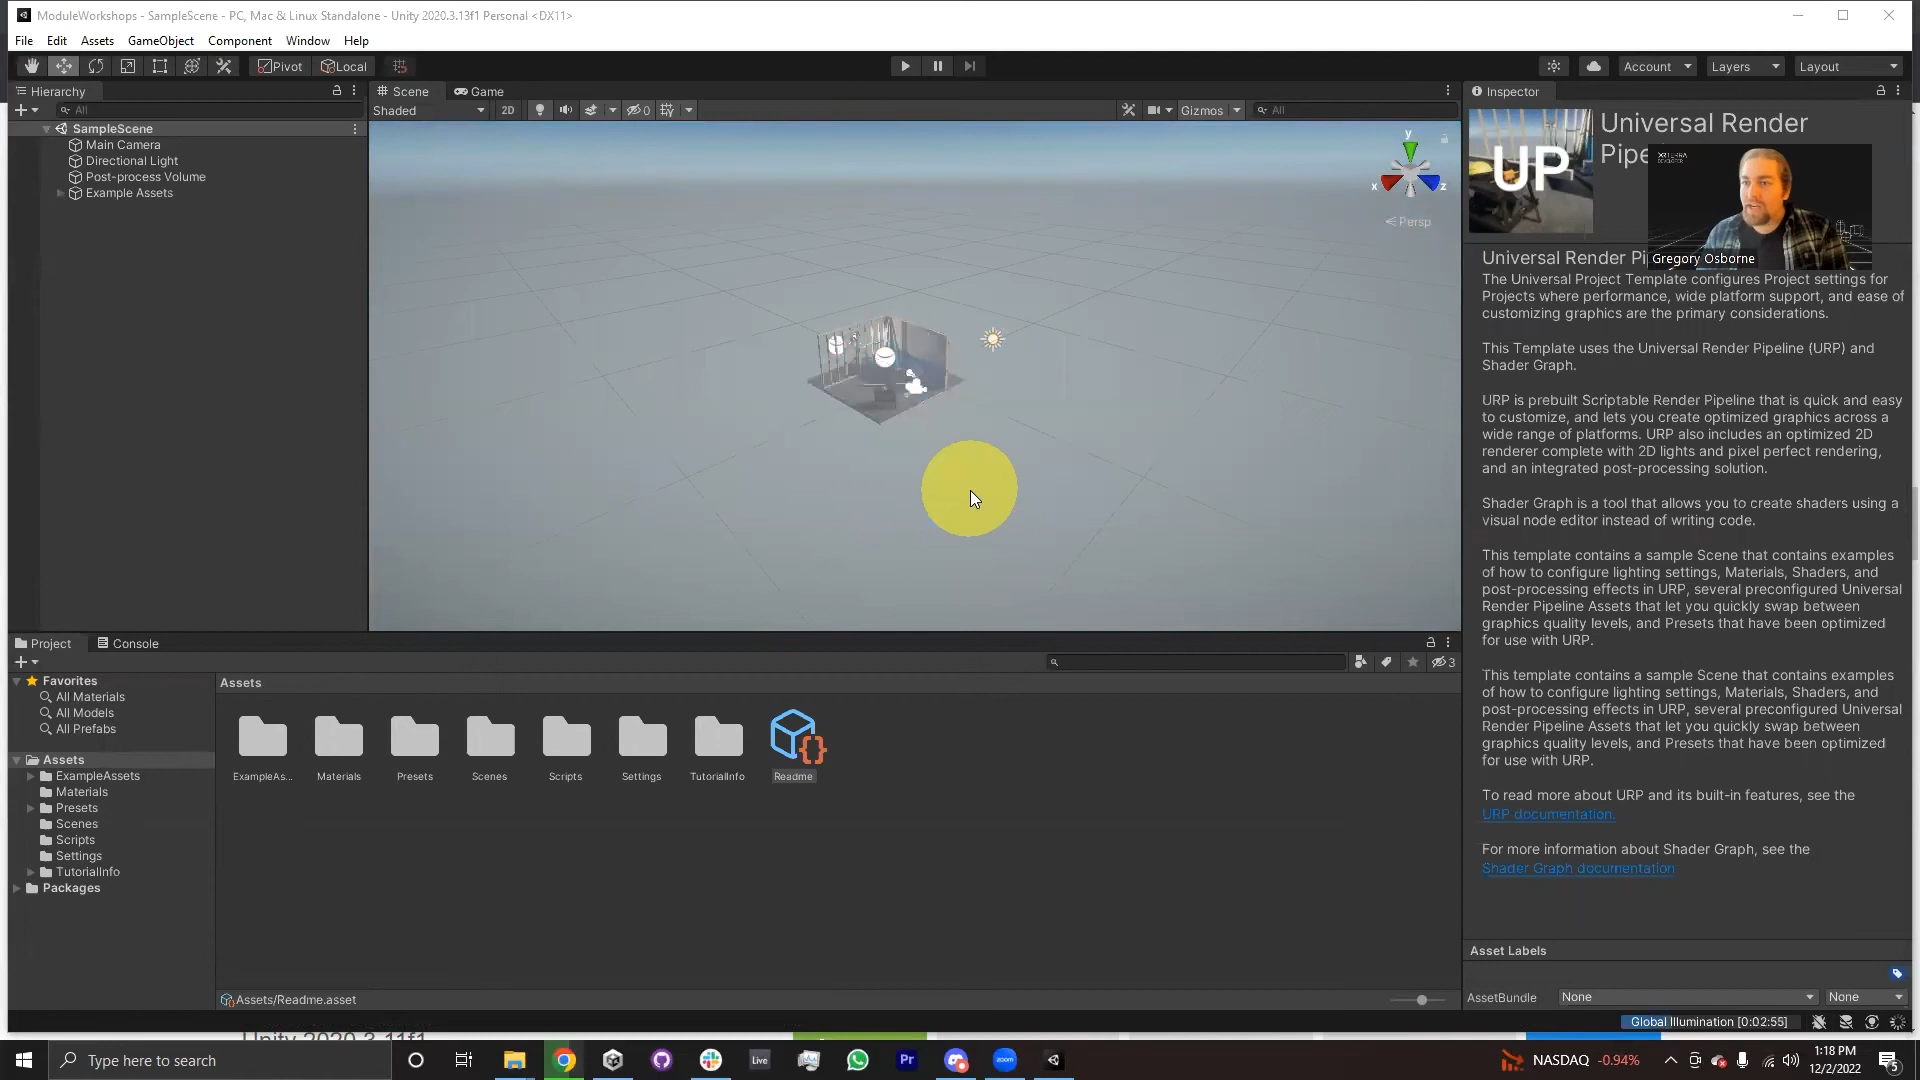 ModuleWorkshops - SampleScene - PC, Mac & Linux Standalone - Unity 2020.3.13f1 Personal <DX11>
File Edit Assets GameObject Component Window Help
Pivot Local Account Layers Layout
Hierarchy
All
SampleScene
Main Camera
Directional Light
Post-process Volume
Example Assets
Scene Game
Shaded 2D 0 Gizmos All
y
x z
Persp
Inspector
UP
Universal Render
Pipe
XRTERRA
DEVELOPER
Gregory Osborne
Universal Render Pi
The Universal Project Template configures Project settings for
Projects where performance, wide platform support, and ease of
customizing graphics are the primary considerations.
This Template uses the Universal Render Pipeline (URP) and
Shader Graph.
URP is prebuilt Scriptable Render Pipeline that is quick and easy
to customize, and lets you create optimized graphics across a
wide range of platforms. URP also includes an optimized 2D
renderer complete with 2D lights and pixel perfect rendering,
and an integrated post-processing solution.
Shader Graph is a tool that allows you to create shaders using a
visual node editor instead of writing code.
This template contains a sample Scene that contains examples
of how to configure lighting settings, Materials, Shaders, and
post-processing effects in URP, several preconfigured Universal
Render Pipeline Assets that let you quickly swap between
graphics quality levels, and Presets that have been optimized
for use with URP.
This template contains a sample Scene that contains examples
of how to configure lighting settings, Materials, Shaders, and
post-processing effects in URP, several preconfigured Universal
Render Pipeline Assets that let you quickly swap between
graphics quality levels, and Presets that have been optimized
for use with URP.
To read more about URP and its built-in features, see the
URP documentation.
For more information about Shader Graph, see the
Shader Graph documentation
Asset Labels
AssetBundle None None
Project Console
3
Favorites
All Materials
All Models
All Prefabs
Assets
ExampleAssets
Materials
Presets
Scenes
Scripts
Settings
TutorialInfo
Packages
Assets
ExampleAs... Materials Presets Scenes Scripts Settings TutorialInfo Readme
Assets/Readme.asset
Global Illumination [0:02:55]
Unity 2020.3.11f1
Type here to search
Live
Pr
zoom
NASDAQ -0.94%
1:18 PM
12/2/2022
5